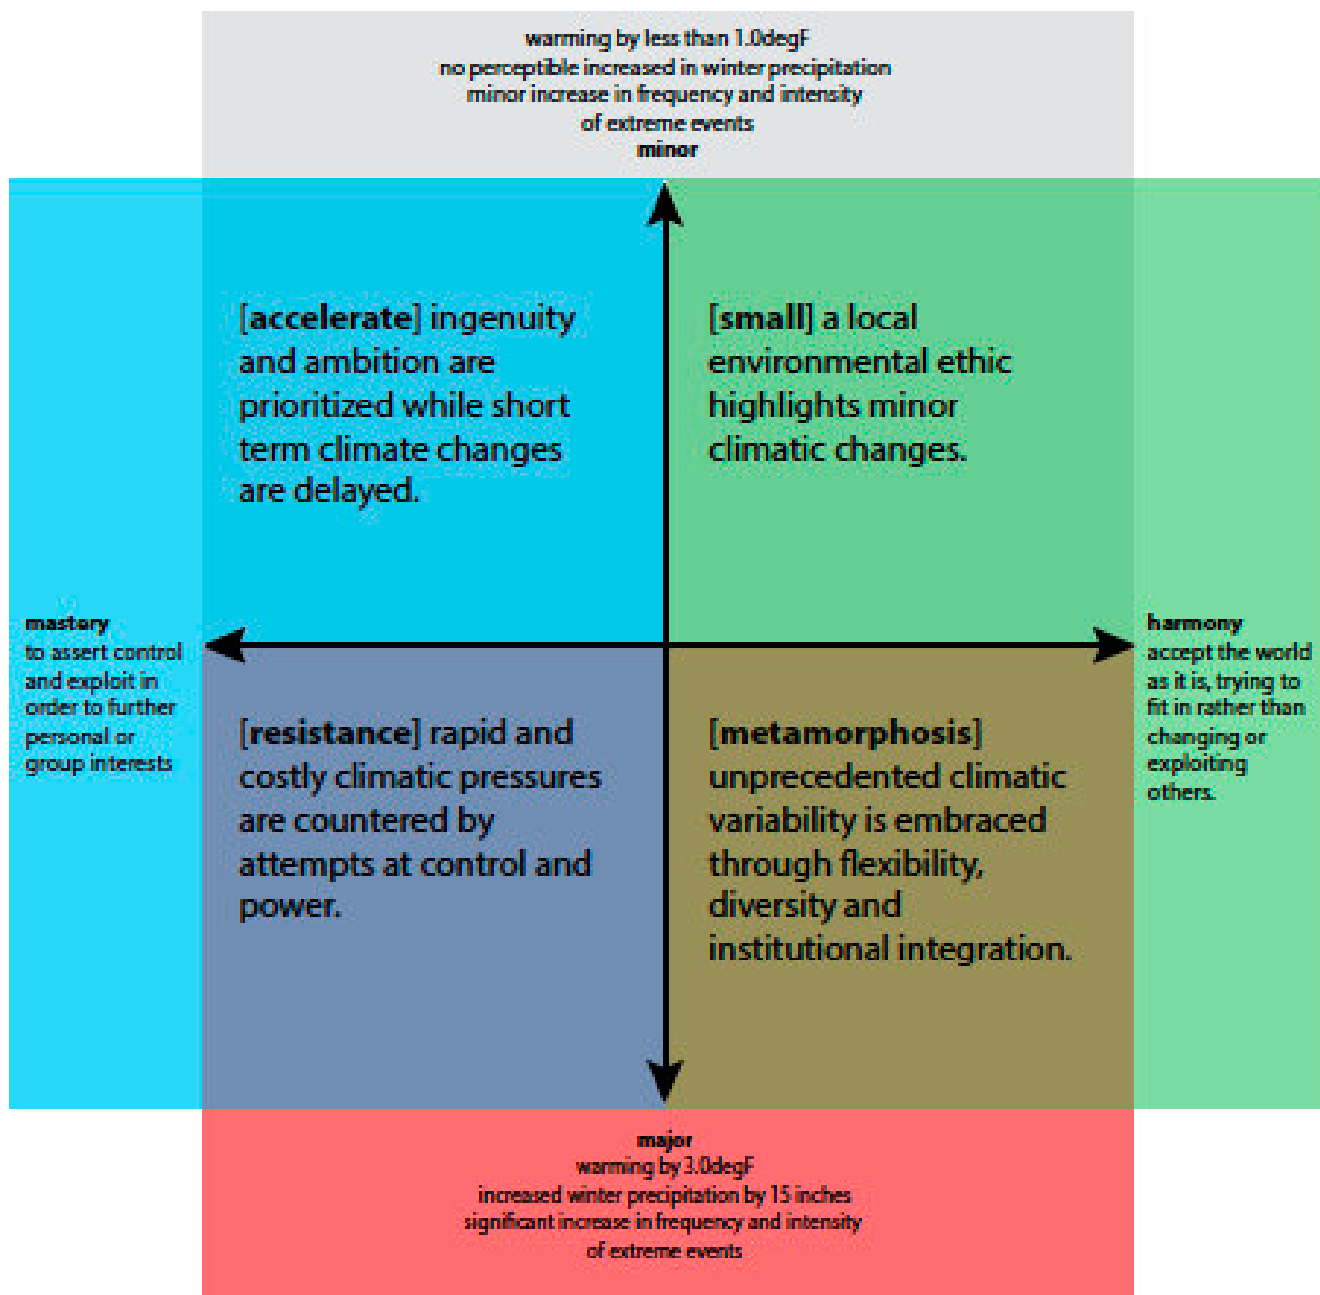 warming by less than 1.0degF
no perceptible increased in winter precipitation
minor increase in frequency and intensity
of extreme events
minor
[accelerate] ingenuity
and ambition are
prioritized while short
term climate changes
are delayed.
[small] a local
environmental ethic
highlights minor
climatic changes.
mastery
to assert control
and exploit in
order to further
personal or
group interests
harmony
accept the world
as it is, trying to
fit in rather than
changing or
exploiting
others.
[resistance] rapid and
costly climatic pressures
are countered by
attempts at control and
power.
[metamorphosis]
unprecedented climatic
variability is embraced
through flexibility,
diversity and
institutional integration.
major
warming by 3.0degF
increased winter precipitation by 15 inches
significant increase in frequency and intensity
of extreme events